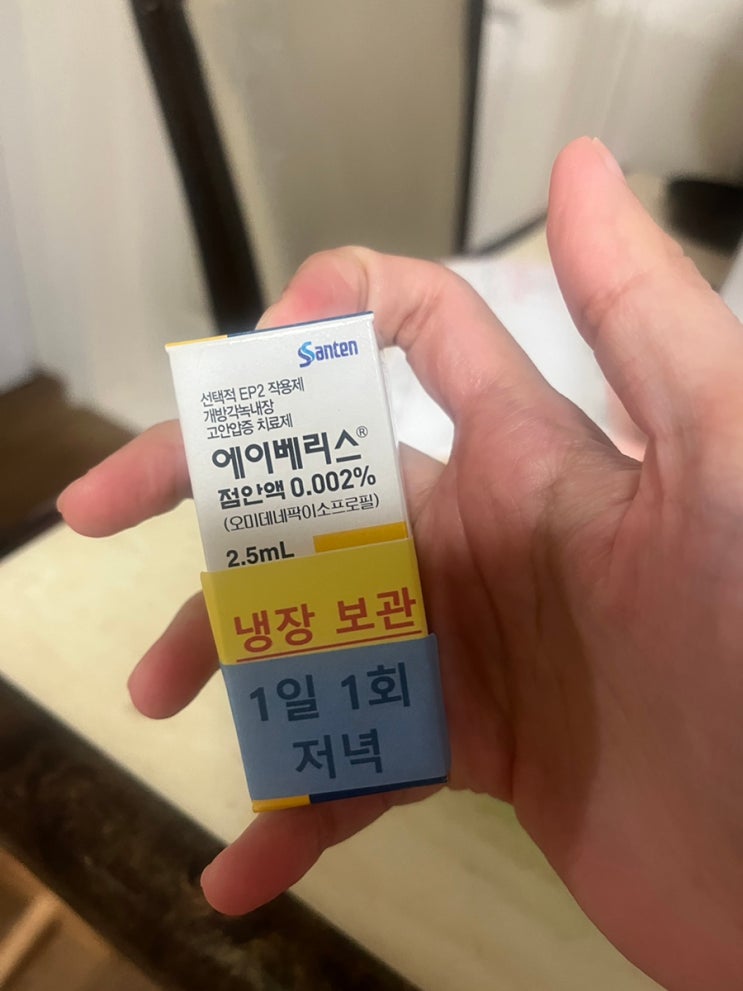 Santen
선택적 EP2 작용제
개방각녹내장
고안압증 치료제
에이베리스®
점안액 0.002%
(오미데네팍이소프로필)
2.5mL
냉장 보관
1일 1회
저녁